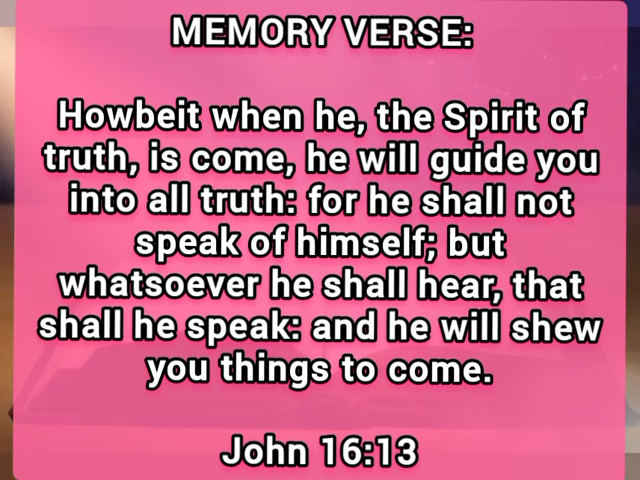 MEMORY VERSE:
Howbeit when he, the Spirit of
truth, is come, he will guide you
into all truth: for he shall not
speak of himself; but
whatsoever he shall hear, that
shall he speak: and he will shew
you things to come.
John 16:13